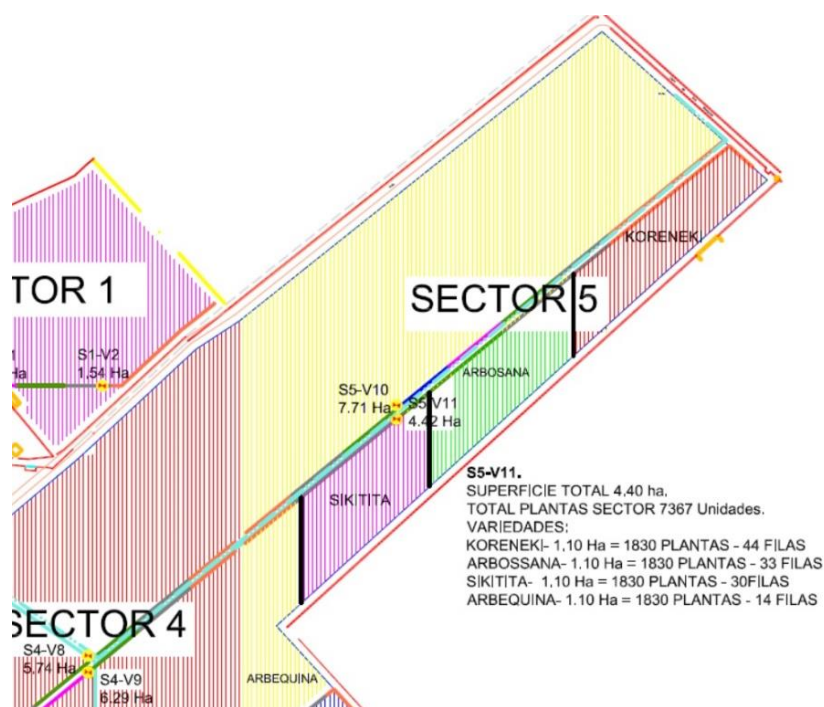 KORENEKI
TOR 1
SECTOR 5
S1-V2
1,54 Ha
ARBOSANA
S5-V10
7.71 Ha
S5-V11
4.42 Ha
SIKITITA
S5-V11.
SUPERFICIE TOTAL 4.40 ha.
TOTAL PLANTAS SECTOR 7367 Unidades.
VARIEDADES:
KORENEKI- 1,10 Ha = 1830 PLANTAS - 44 FILAS
ARBOSSANA- 1.10 Ha = 1830 PLANTAS - 33 FILAS
SIKITITA- 1,10 Ha = 1830 PLANTAS - 30FILAS
ARBEQUINA- 1.10 Ha = 1830 PLANTAS - 14 FILAS
SECTOR 4
S4-V8
5.74 Ha
S4-V9
6.29 Ha
ARBEQUINA